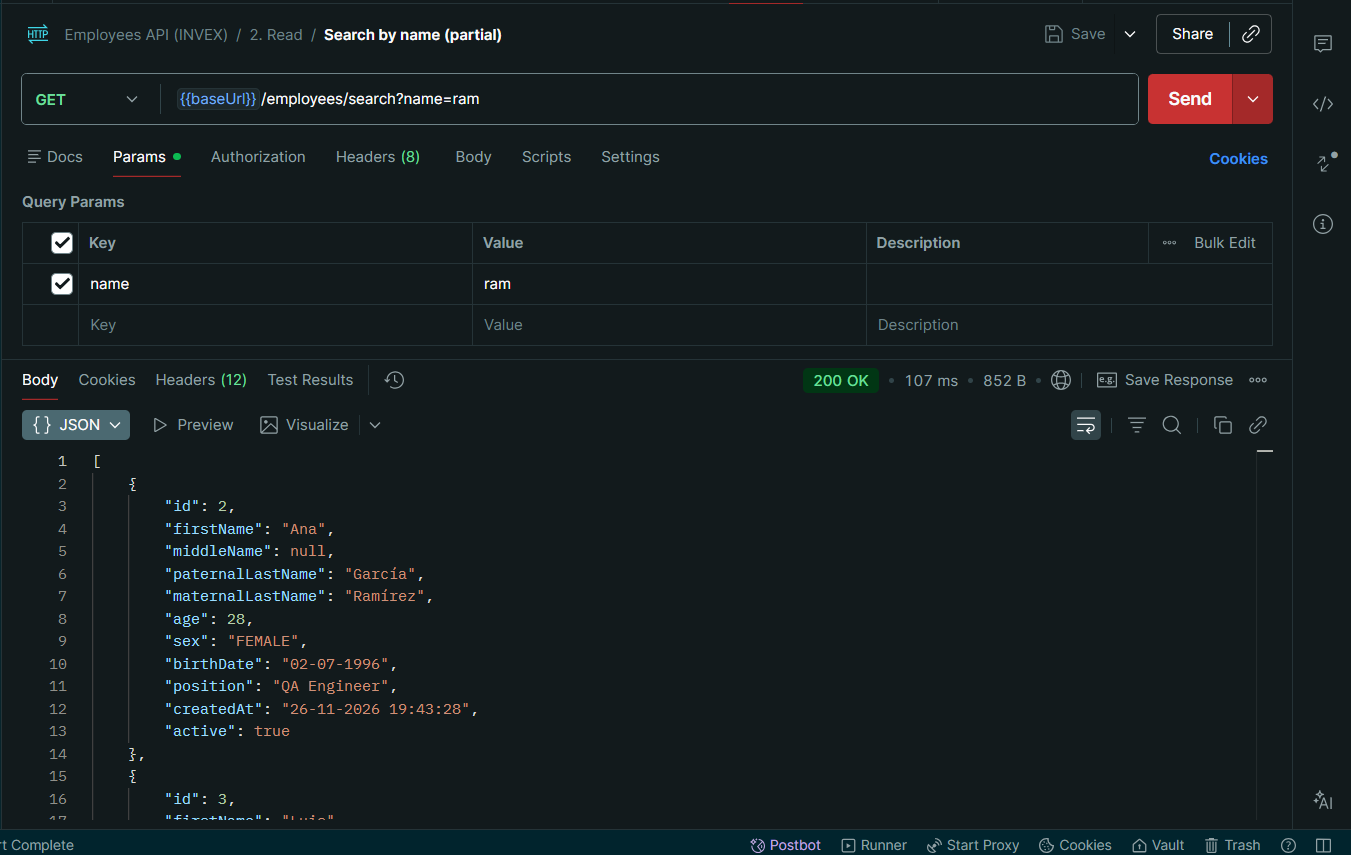 HTTP Employees API (INVEX) / 2. Read / Search by name (partial) Save Share
GET {{baseUrl}}/employees/search?name=ram Send
Docs Params Authorization Headers (8) Body Scripts Settings Cookies
Query Params
Key Value Description Bulk Edit
name ram
Key Value Description
Body Cookies Headers (12) Test Results 200 OK • 107 ms • 852 B • e.g. Save Response
{ } JSON Preview Visualize
1 [
2 {
3 "id": 2,
4 "firstName": "Ana",
5 "middleName": null,
6 "paternalLastName": "García",
7 "maternalLastName": "Ramírez",
8 "age": 28,
9 "sex": "FEMALE",
10 "birthDate": "02-07-1996",
11 "position": "QA Engineer",
12 "createdAt": "26-11-2026 19:43:28",
13 "active": true
14 },
15 {
16 "id": 3,
17 "firstName": "Luis"
AI
rt Complete Postbot Runner Start Proxy Cookies Vault Trash